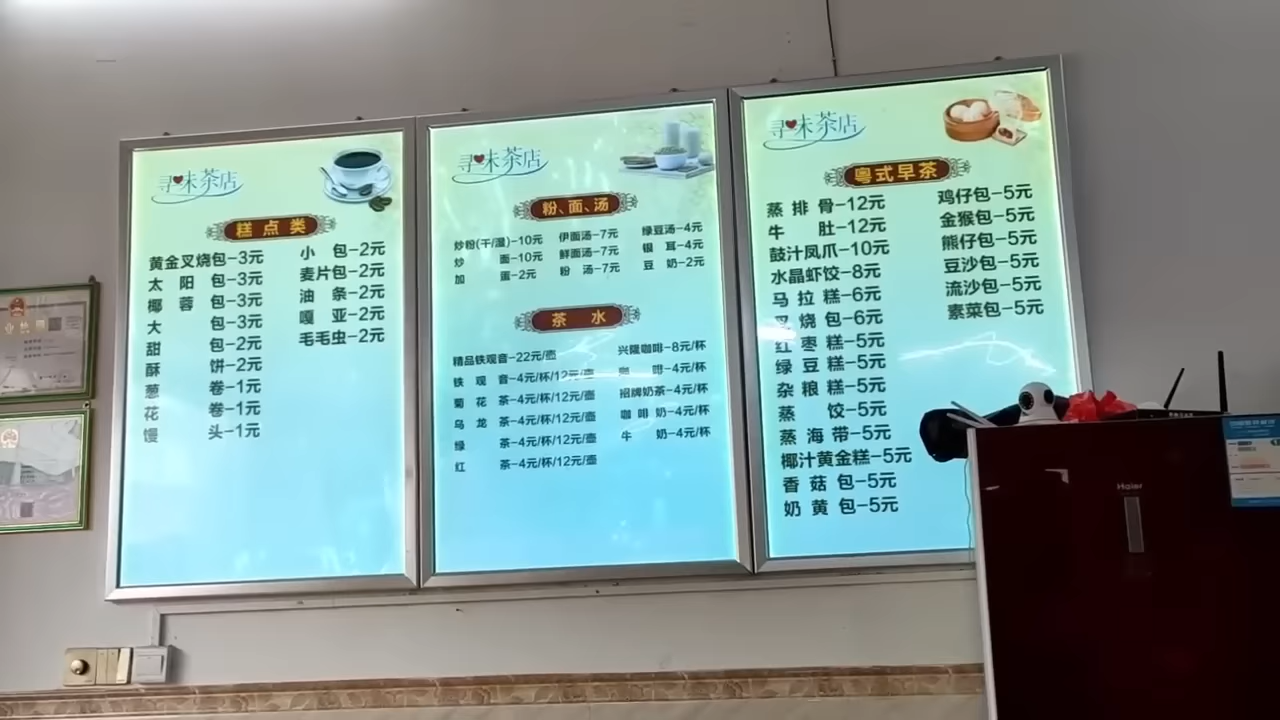 寻味茶店
糕点类
黄金叉烧包-3元
太阳包-3元
椰蓉包-3元
大包-3元
甜包-2元
酥饼-2元
葱卷-1元
花卷-1元
馒头-1元
小包-2元
麦片包-2元
油条-2元
嘎亚-2元
毛毛虫-2元
寻味茶店
粉、面、汤
炒粉(干/湿)-10元
炒面-10元
加蛋-2元
伊面汤-7元
鲜面汤-7元
粉汤-7元
绿豆汤-4元
银耳-4元
豆奶-2元
茶水
精品铁观音-22元/壶
铁观音-4元/杯/12元/壶
菊花茶-4元/杯/12元/壶
乌龙茶-4元/杯/12元/壶
绿茶-4元/杯/12元/壶
红茶-4元/杯/12元/壶
兴隆咖啡-8元/杯
咖啡-4元/杯
招牌奶茶-4元/杯
咖啡奶-4元/杯
牛奶-4元/杯
寻味茶店
粤式早茶
蒸排骨-12元
牛肚-12元
鼓汁凤爪-10元
水晶虾饺-8元
马拉糕-6元
叉烧包-6元
红枣糕-5元
绿豆糕-5元
杂粮糕-5元
蒸饺-5元
蒸海带-5元
椰汁黄金糕-5元
香菇包-5元
奶黄包-5元
鸡仔包-5元
金猴包-5元
熊仔包-5元
豆沙包-5元
流沙包-5元
素菜包-5元
Haier